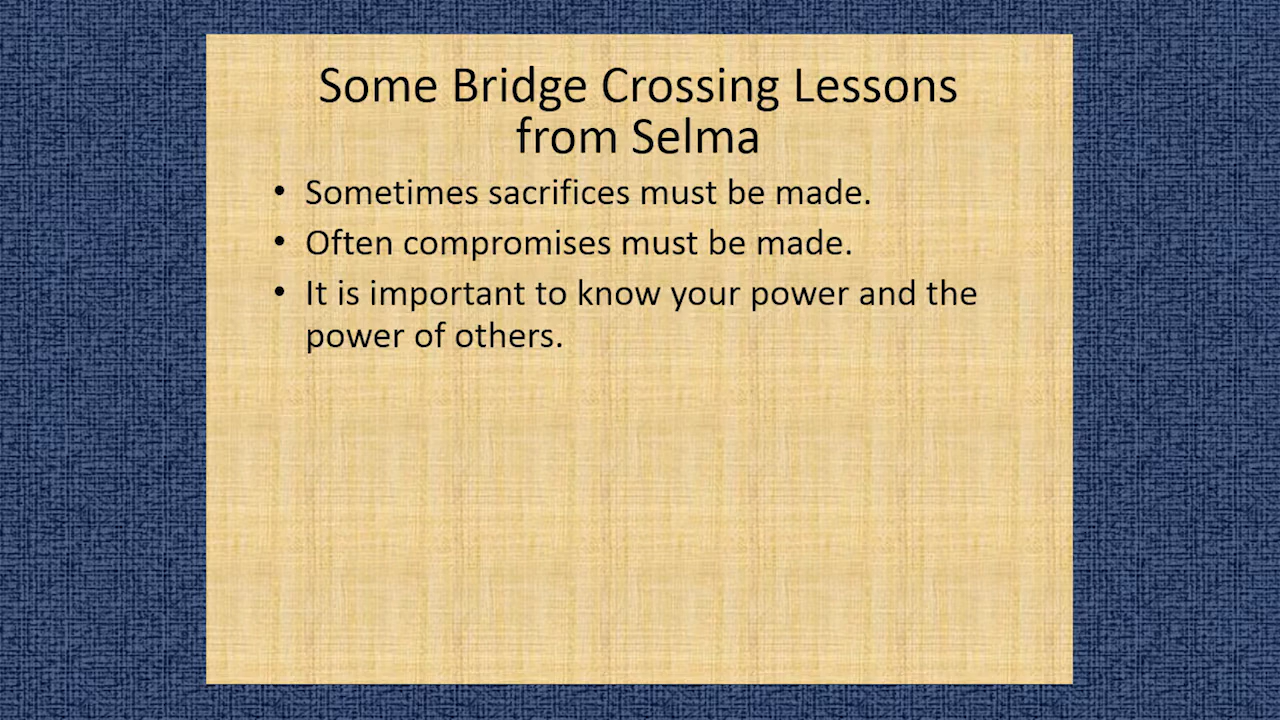 Some Bridge Crossing Lessons
from Selma
• Sometimes sacrifices must be made.
• Often compromises must be made.
• It is important to know your power and the
power of others.